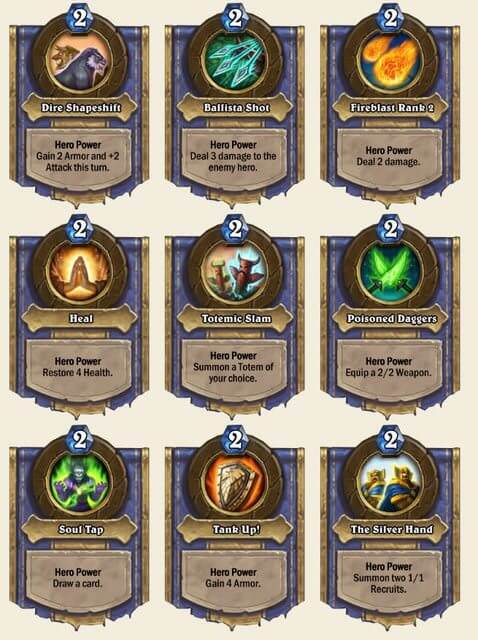 2
Dire Shapeshift
Hero Power
Gain 2 Armor and +2
Attack this turn.
2
Ballista Shot
Hero Power
Deal 3 damage to the
enemy hero.
2
Fireblast Rank 2
Hero Power
Deal 2 damage.
2
Heal
Hero Power
Restore 4 Health.
2
Totemic Slam
Hero Power
Summon a Totem of
your choice.
2
Poisoned Daggers
Hero Power
Equip a 2/2 Weapon.
2
Soul Tap
Hero Power
Draw a card.
2
Tank Up!
Hero Power
Gain 4 Armor.
2
The Silver Hand
Hero Power
Summon two 1/1
Recruits.